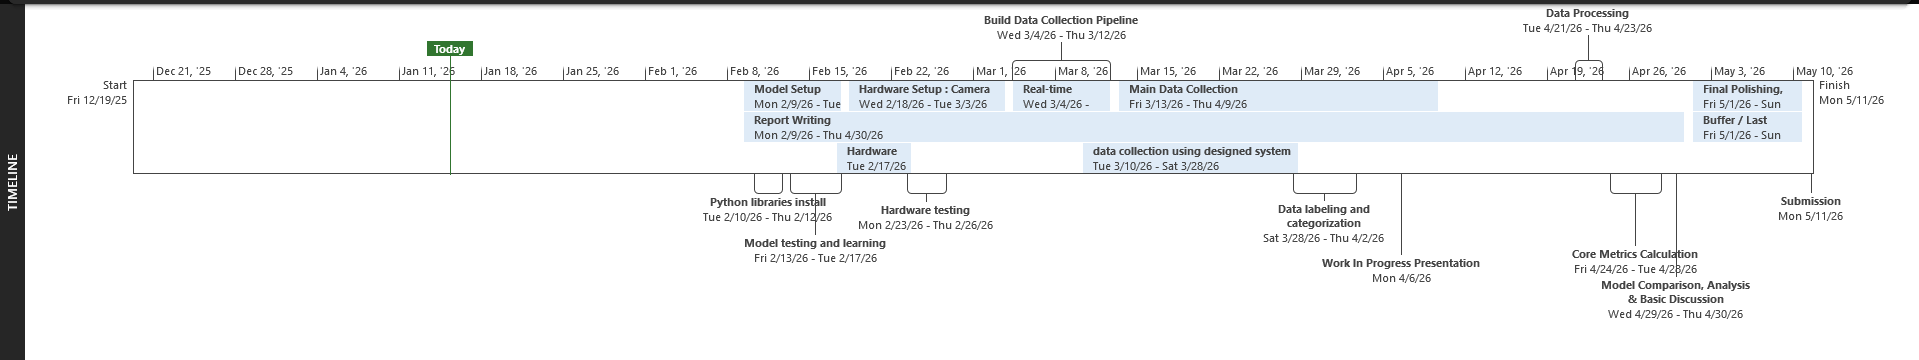 TIMELINE
Build Data Collection Pipeline
Wed 3/4/26 - Thu 3/12/26
Data Processing
Tue 4/21/26 - Thu 4/23/26
Today
Dec 21, '25
Dec 28, '25
Jan 4, '26
Jan 11, '26
Jan 18, '26
Jan 25, '26
Feb 1, '26
Feb 8, '26
Feb 15, '26
Feb 22, '26
Mar 1, '26
Mar 8, '26
Mar 15, '26
Mar 22, '26
Mar 29, '26
Apr 5, '26
Apr 12, '26
Apr 19, '26
Apr 26, '26
May 3, '26
May 10, '26
Start
Fri 12/19/25
Finish
Mon 5/11/26
Model Setup
Mon 2/9/26 - Tue
Hardware Setup : Camera
Wed 2/18/26 - Tue 3/3/26
Real-time
Wed 3/4/26 -
Main Data Collection
Fri 3/13/26 - Thu 4/9/26
Final Polishing,
Fri 5/1/26 - Sun
Report Writing
Mon 2/9/26 - Thu 4/30/26
Buffer / Last
Fri 5/1/26 - Sun
Hardware
Tue 2/17/26
data collection using designed system
Tue 3/10/26 - Sat 3/28/26
Python libraries install
Tue 2/10/26 - Thu 2/12/26
Model testing and learning
Fri 2/13/26 - Tue 2/17/26
Hardware testing
Mon 2/23/26 - Thu 2/26/26
Data labeling and
categorization
Sat 3/28/26 - Thu 4/2/26
Work In Progress Presentation
Mon 4/6/26
Core Metrics Calculation
Fri 4/24/26 - Tue 4/28/26
Model Comparison, Analysis
& Basic Discussion
Wed 4/29/26 - Thu 4/30/26
Submission
Mon 5/11/26